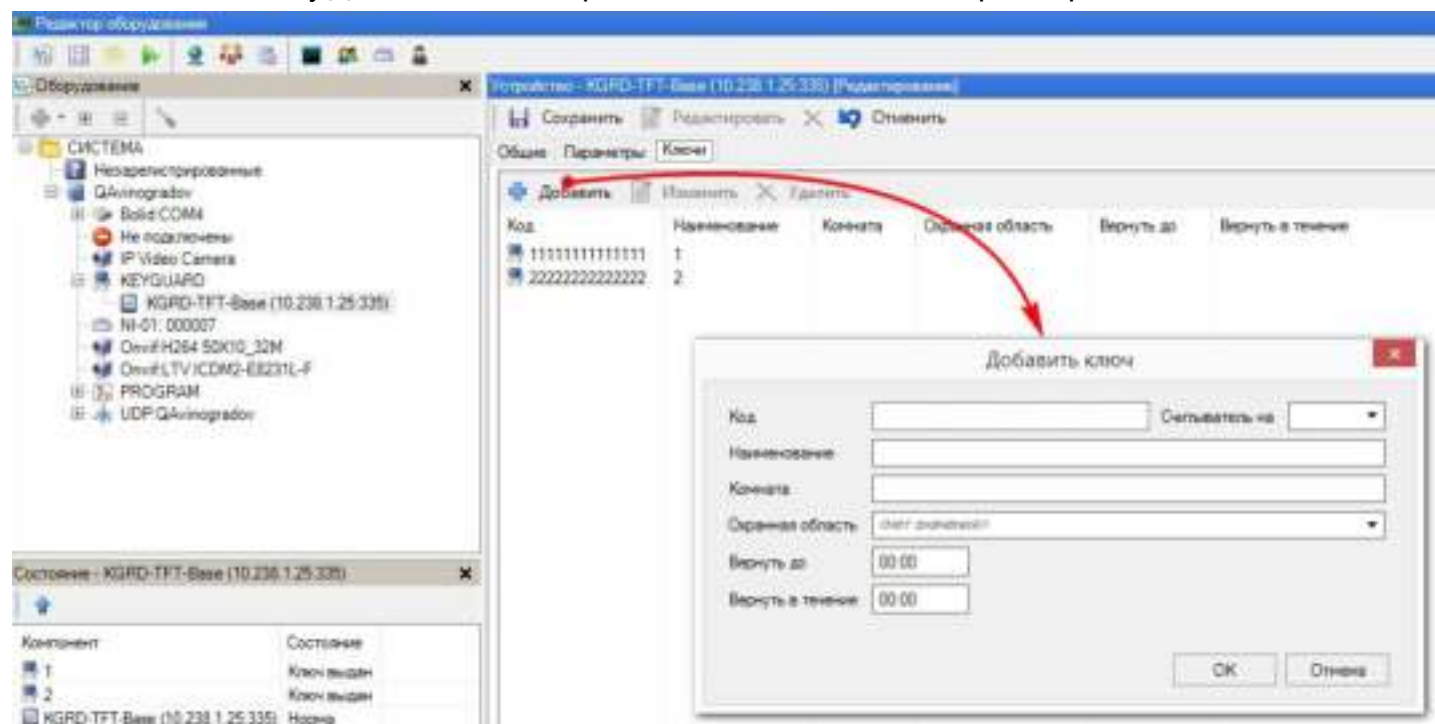 Редактор оборудования
Оборудование
СИСТЕМА
Незарегистрированные
QAvinogradov
Bolid:COM4
Не подключены
IP Video Camera
KEYGUARD
KGRD-TFT-Base (10.238.1.25:335)
NI-01: 000007
Onvif:H264 50X10_32M
Onvif:LTV ICDM2-E8231L-F
PROGRAM
UDP:QAvinogradov
Состояние - KGRD-TFT-Base (10.238.1.25:335)
Компонент Состояние
1 Ключ выдан
2 Ключ выдан
KGRD-TFT-Base (10.238.1.25:335) Норма
Устройство - KGRD-TFT-Base (10.238.1.25:335) [Редактирование]
Сохранить Редактировать Отменить
Общие Параметры Ключи
Добавить Изменить Удалить
Код Наименование Комната Охранная область Вернуть до Вернуть в течение
11111111111111 1
22222222222222 2
Добавить ключ
Код Считыватель на
Наименование
Комната
Охранная область <нет значения>
Вернуть до 00:00
Вернуть в течение 00:00
OK Отмена